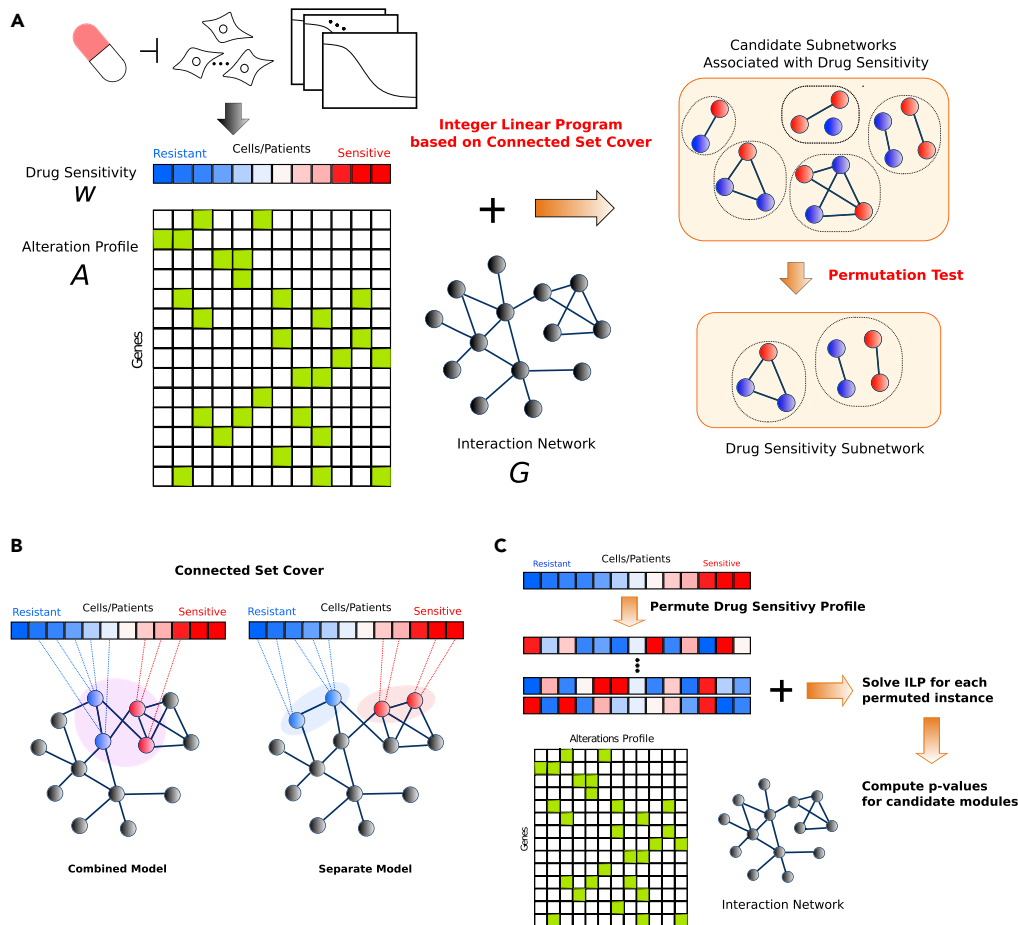 A
Candidate Subnetworks
Associated with Drug Sensitivity
Integer Linear Program
based on Connected Set Cover
Resistant
Cells/Patients
Sensitive
Drug Sensitivity
W
+
Alteration Profile
A
Genes
Permutation Test
Interaction Network
G
Drug Sensitivity Subnetwork
B
Connected Set Cover
Resistant
Cells/Patients
Sensitive
Resistant
Cells/Patients
Sensitive
Combined Model
Separate Model
C
Resistant
Cells/Patients
Sensitive
Permute Drug Sensitivy Profile
+
Solve ILP for each
permuted instance
Alterations Profile
Genes
Compute p-values
for candidate modules
Interaction Network